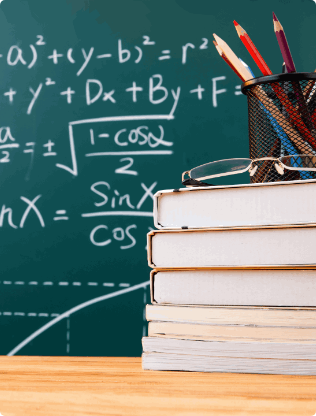 -a)² + (y-b)² = r²
+ y² + Dx + By + F =
a/2 = ± √(1-cosα / 2)
nX = SinX / cos